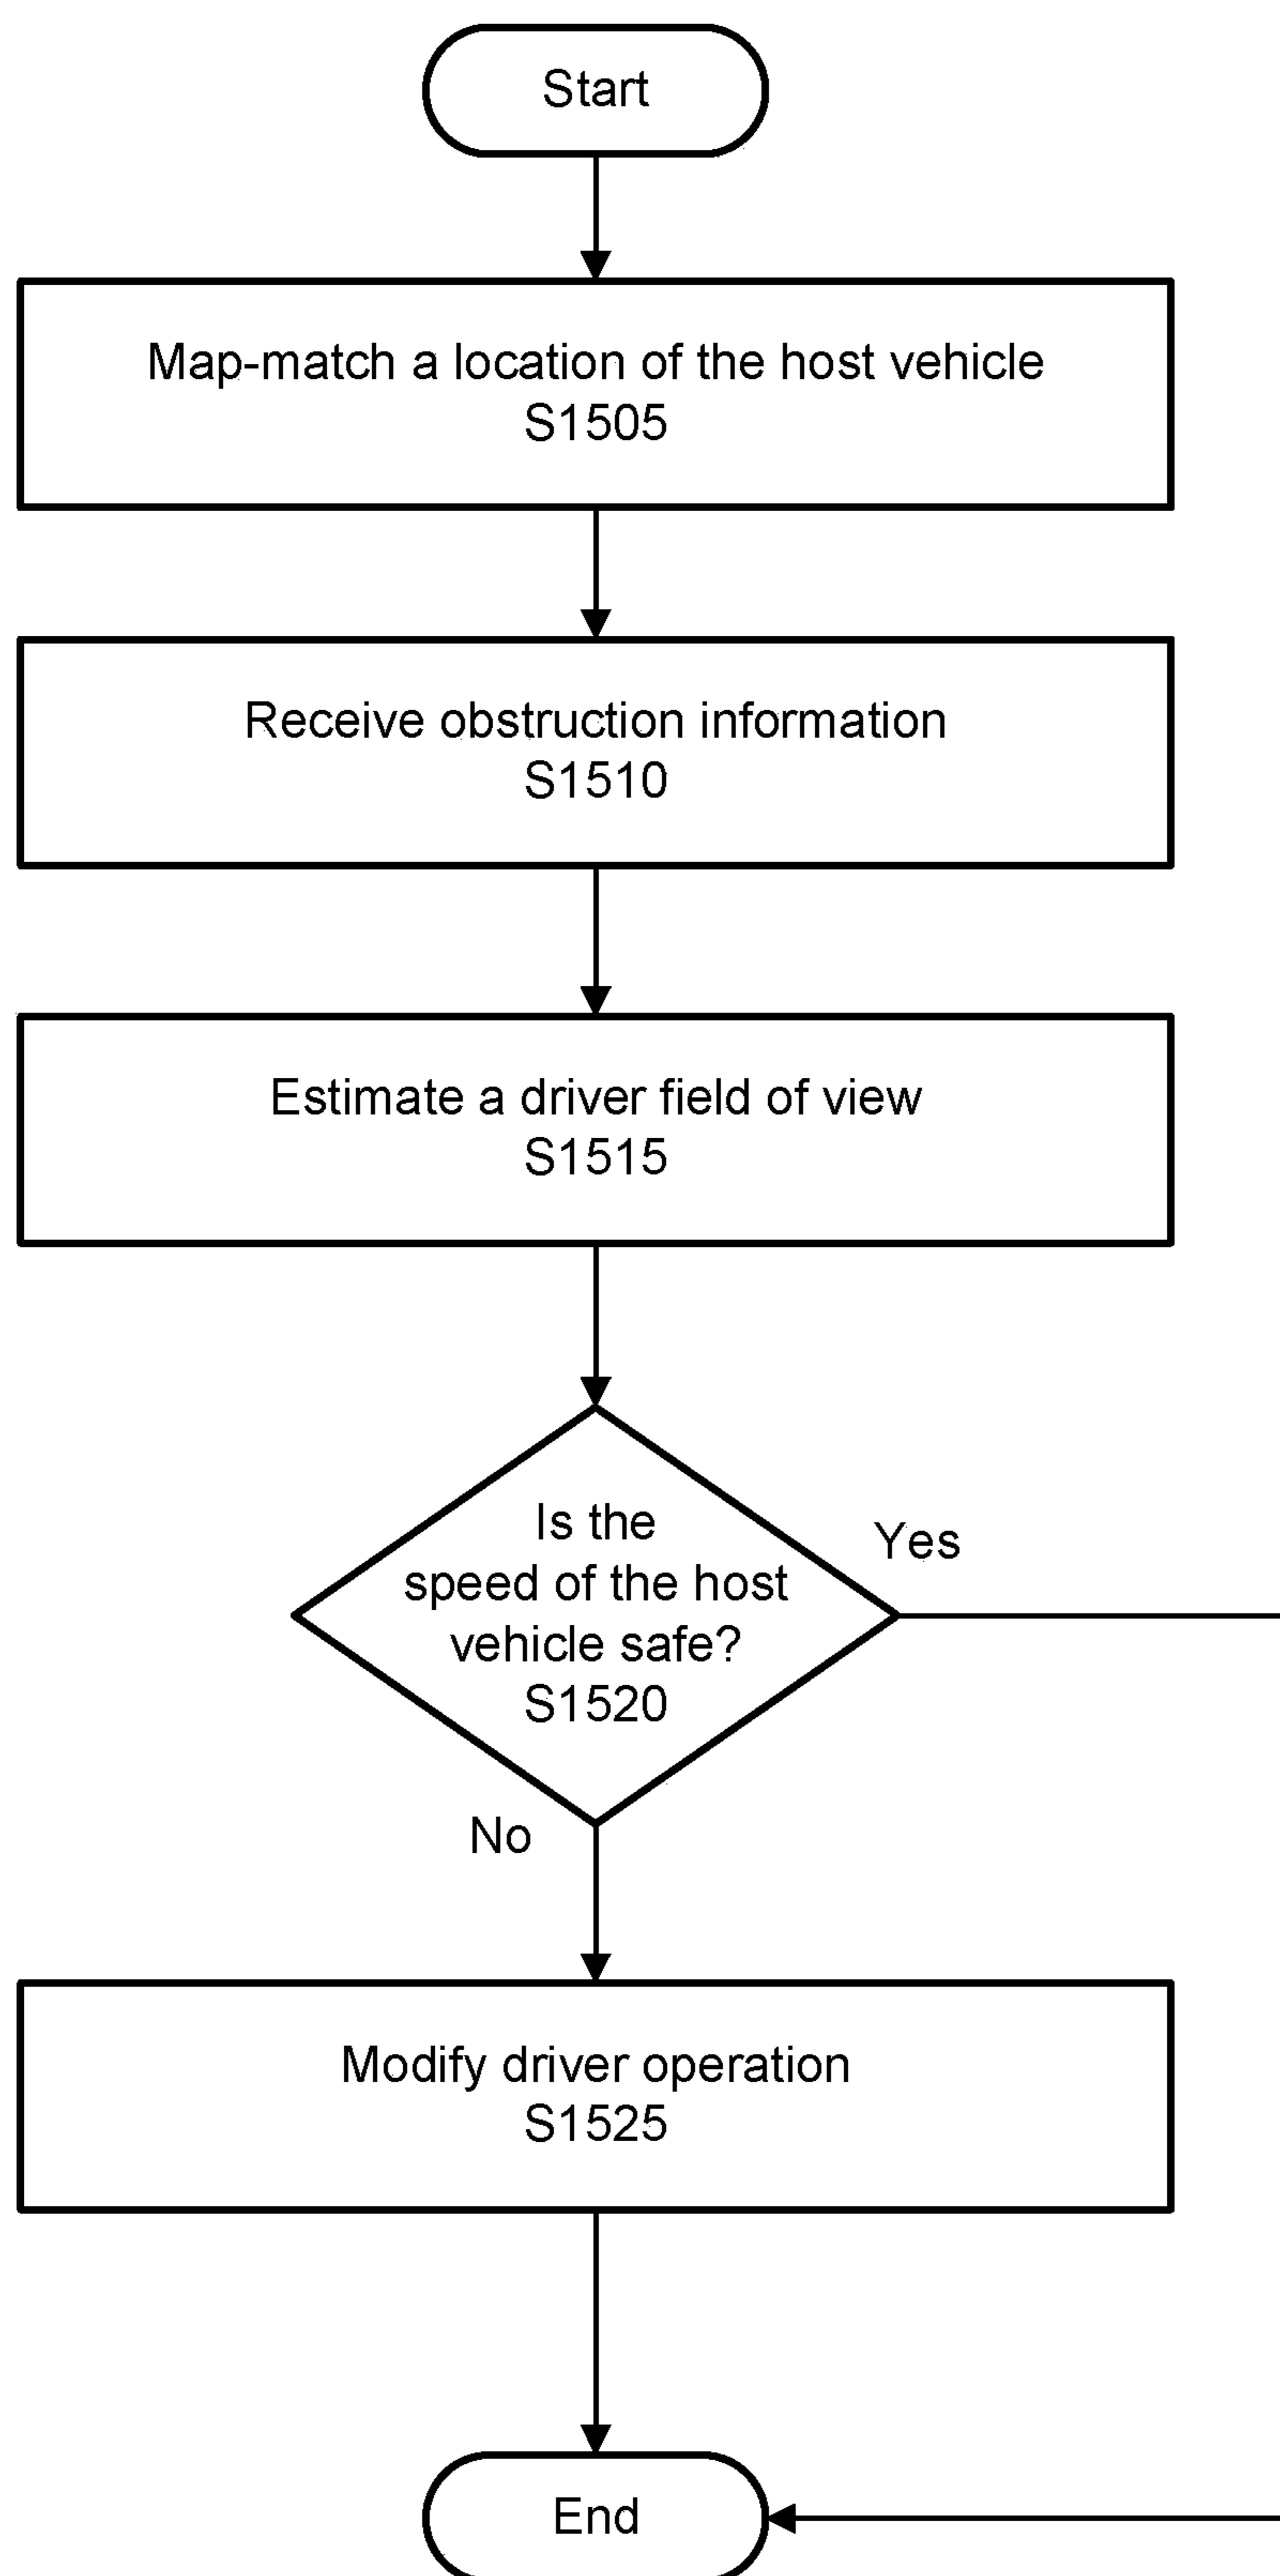 Start
Map-match a location of the host vehicle
S1505
Receive obstruction information
S1510
Estimate a driver field of view
S1515
Is the
speed of the host
vehicle safe?
S1520
Yes
No
Modify driver operation
S1525
End